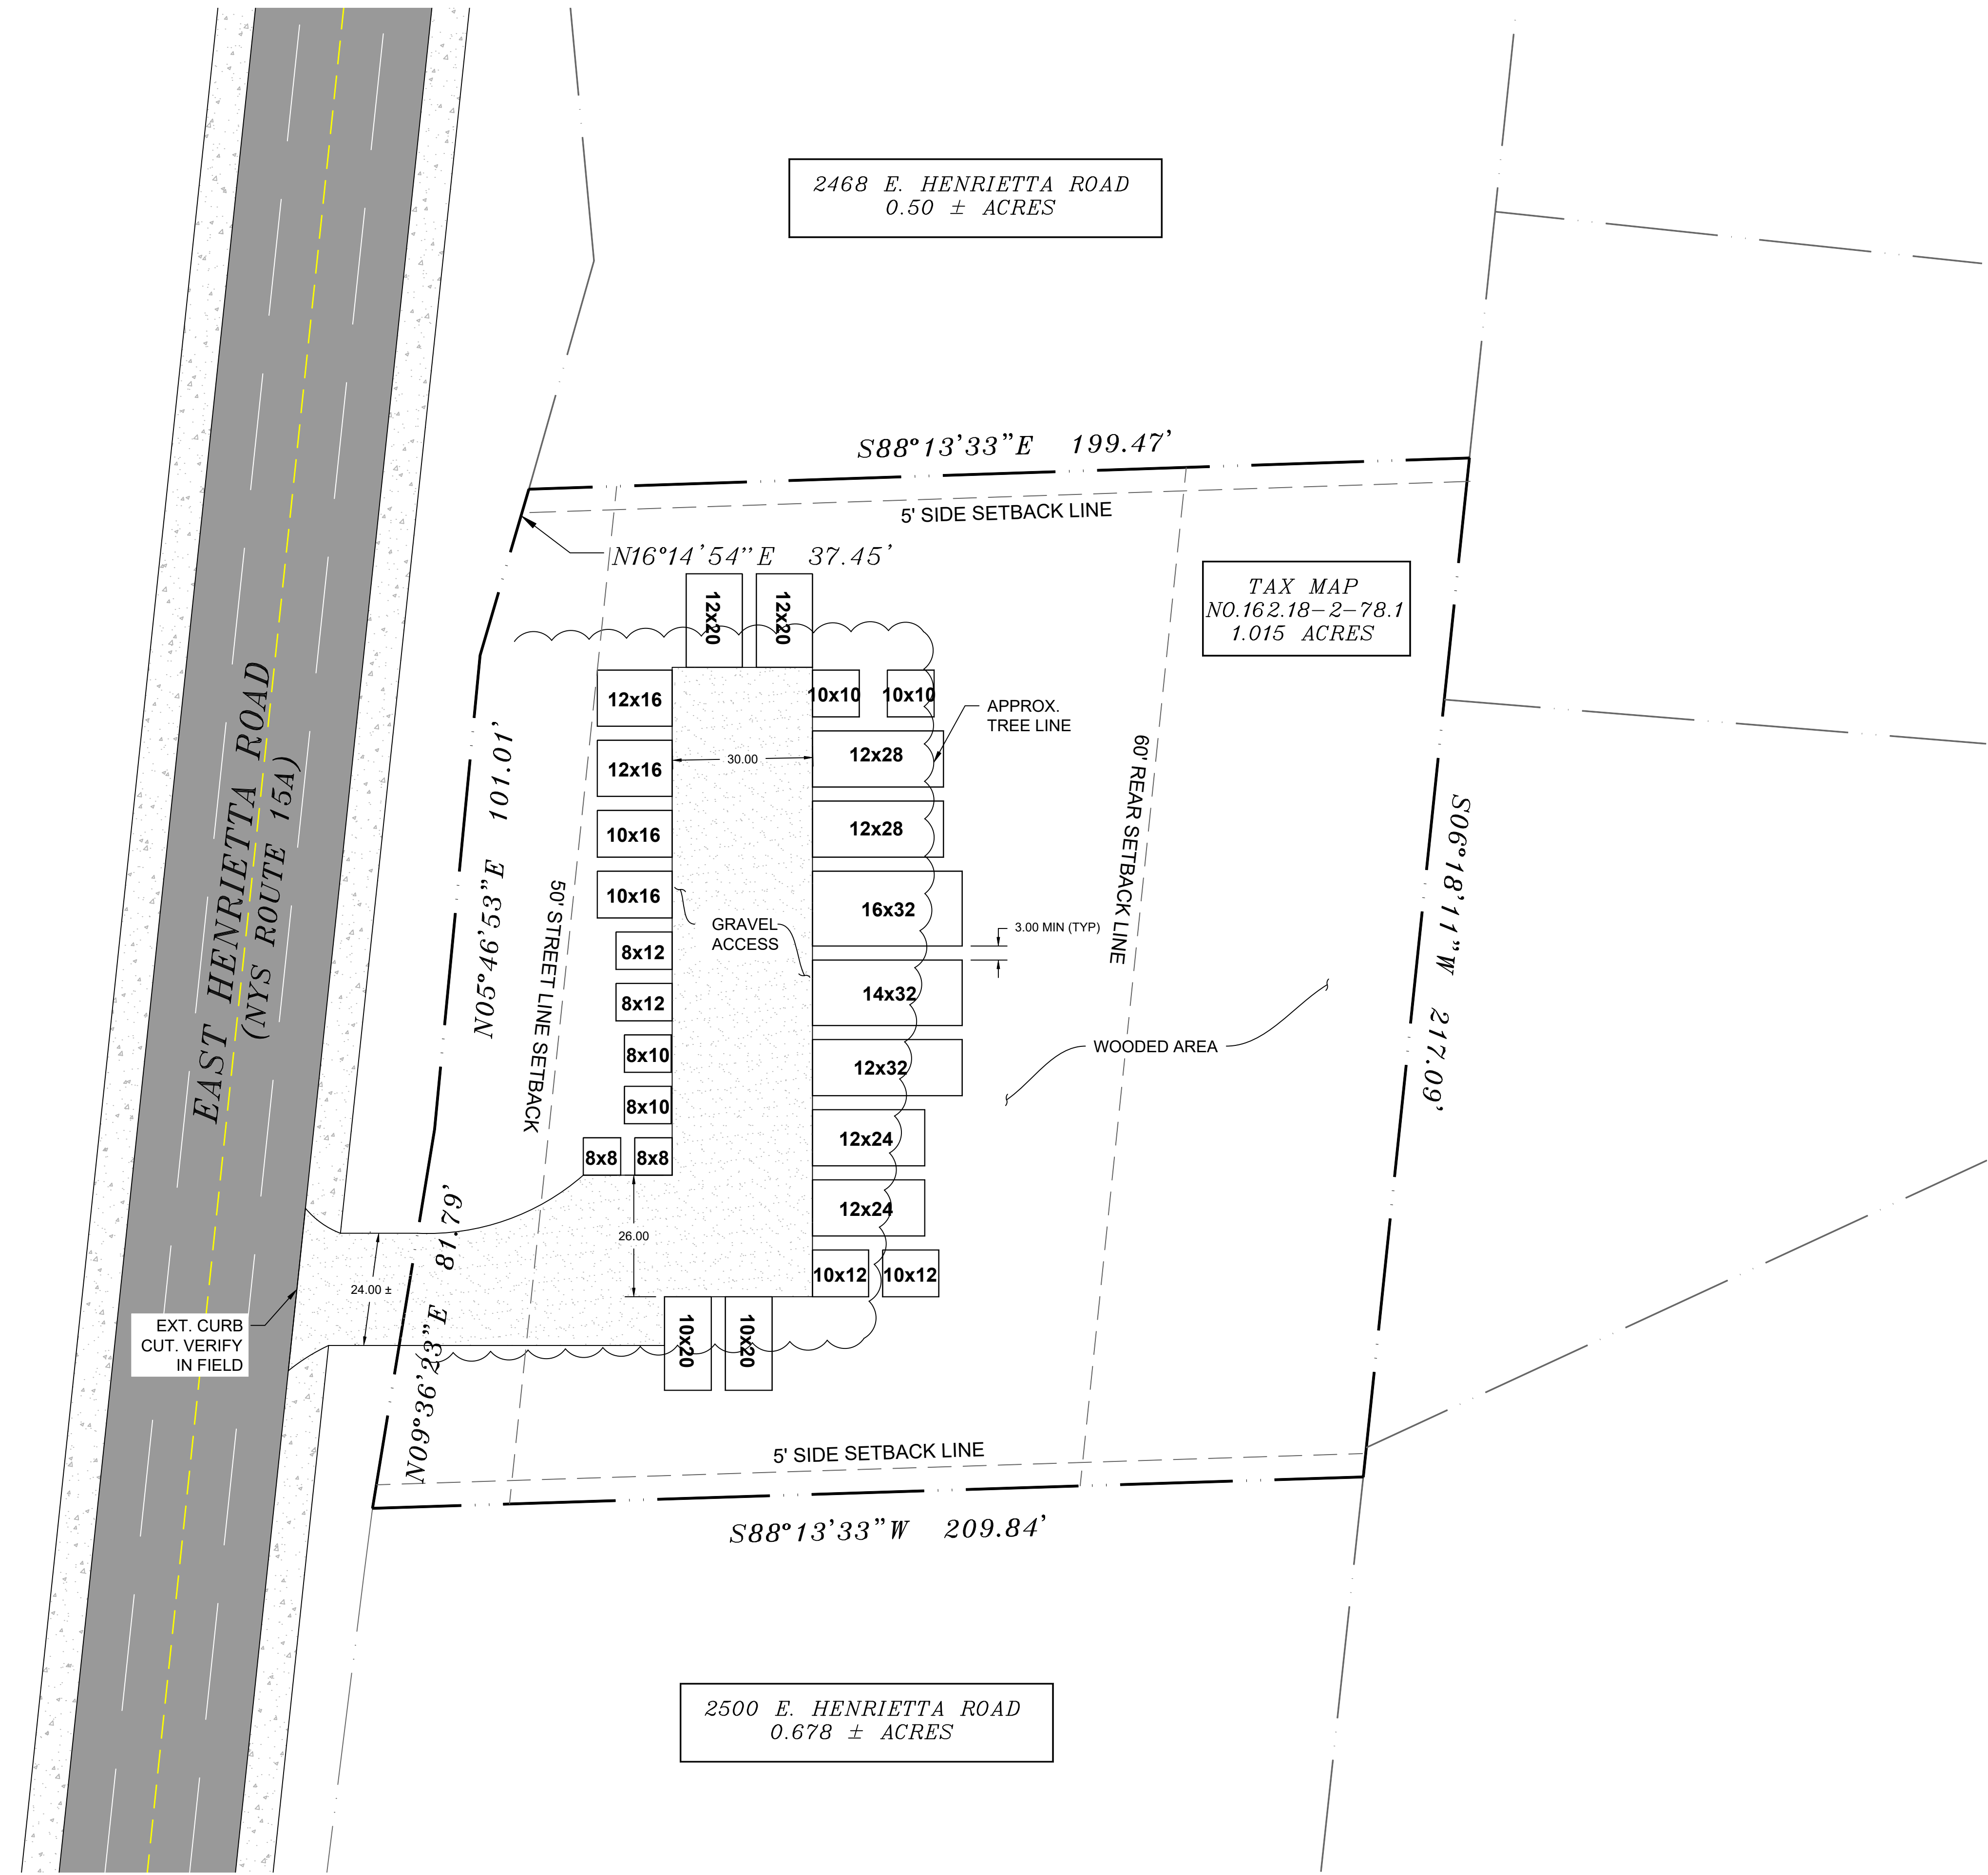 2468 E. HENRIETTA ROAD
0.50 ± ACRES
S88°13'33"E 199.47'
5' SIDE SETBACK LINE
N16°14'54"E 37.45'
TAX MAP
NO.162.18-2-78.1
1.015 ACRES
12x20
12x20
12x16
10x10
10x10
APPROX.
TREE LINE
12x16
30.00
12x28
10x16
12x28
10x16
16x32
GRAVEL
ACCESS
8x12
3.00 MIN (TYP)
8x12
14x32
8x10
12x32
WOODED AREA
8x10
12x24
8x8
8x8
12x24
26.00
10x12
10x12
24.00 ±
10x20
10x20
EXT. CURB
CUT. VERIFY
IN FIELD
EAST HENRIETTA ROAD
(NYS ROUTE 15A)
N05°46'53"E 101.01'
50' STREET LINE SETBACK
60' REAR SETBACK LINE
S06°18'11"W 217.09'
N09°36'23"E 81.79'
5' SIDE SETBACK LINE
S88°13'33"W 209.84'
2500 E. HENRIETTA ROAD
0.678 ± ACRES